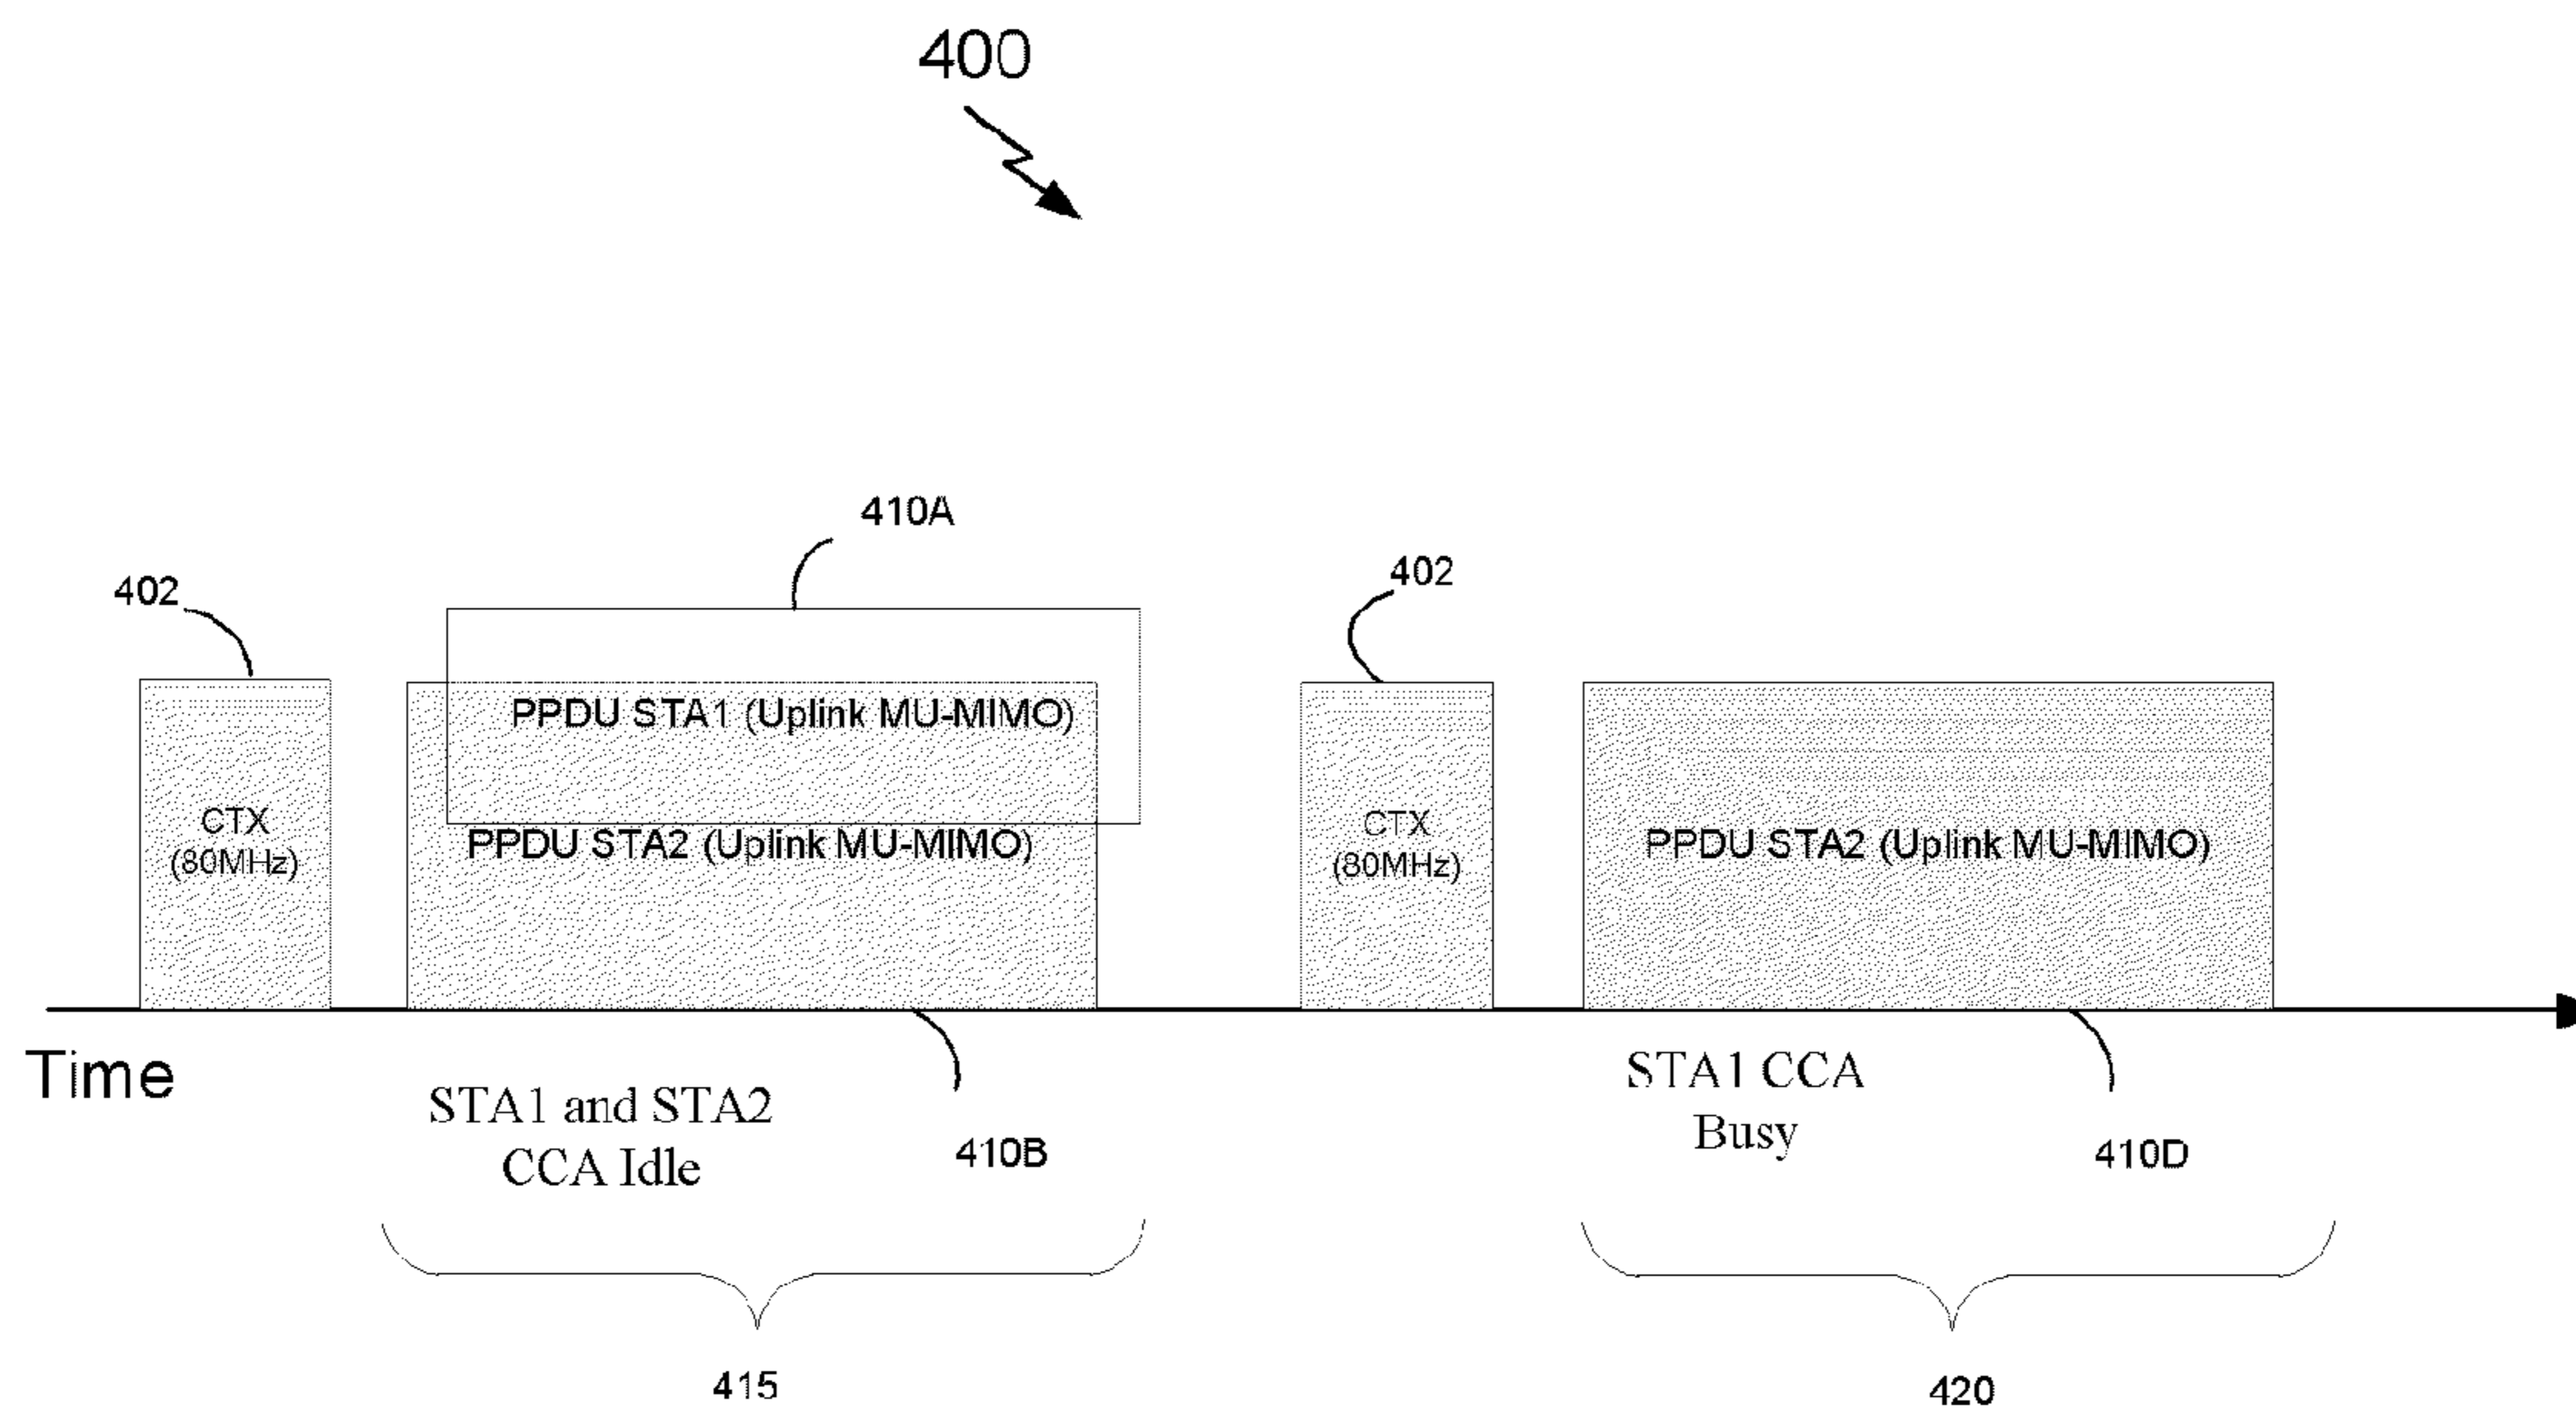 400
410A
402
402
PPDU STA1 (Uplink MU-MIMO)
CTX
(80MHz)
PPDU STA2 (Uplink MU-MIMO)
CTX
(80MHz)
PPDU STA2 (Uplink MU-MIMO)
Time
STA1 and STA2
CCA Idle
410B
STA1 CCA
Busy
410D
415
420